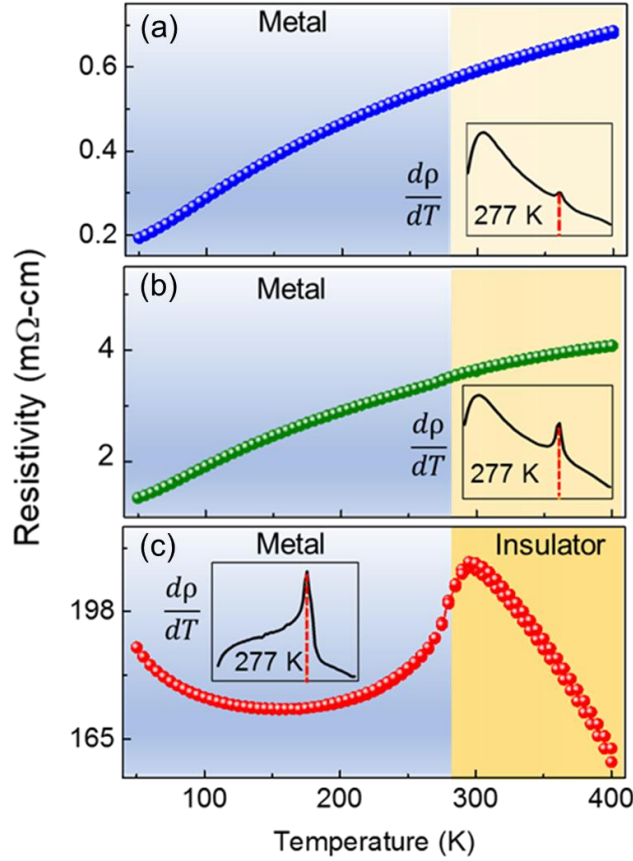 (a)
Metal
0.6
0.4
0.2
dρ
dT
277 K
(b)
Metal
4
2
dρ
dT
277 K
Resistivity (mΩ-cm)
(c)
Metal
Insulator
198
165
dρ
dT
277 K
100
200
300
400
Temperature (K)